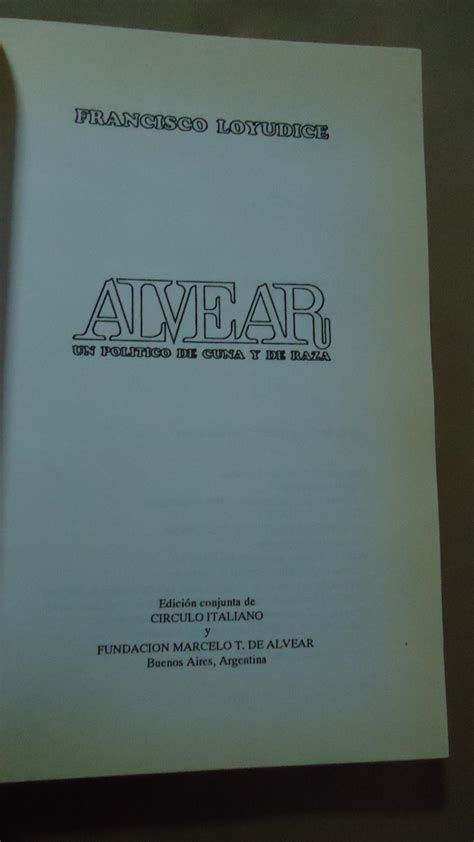 FRANCISCO LOYUDICE
ALVEAR
UN POLITICO DE CUNA Y DE RAZA
Edición conjunta de
CIRCULO ITALIANO
y
FUNDACION MARCELO T. DE ALVEAR
Buenos Aires, Argentina